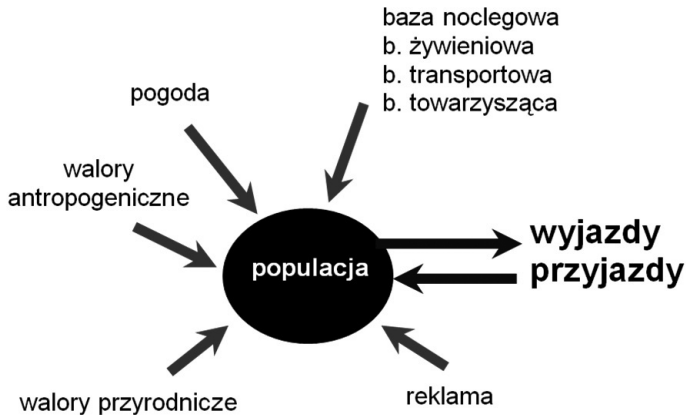 baza noclegowa
b. żywieniowa
b. transportowa
b. towarzysząca
pogoda
walory
antropogeniczne
populacja
wyjazdy
przyjazdy
walory przyrodnicze
reklama